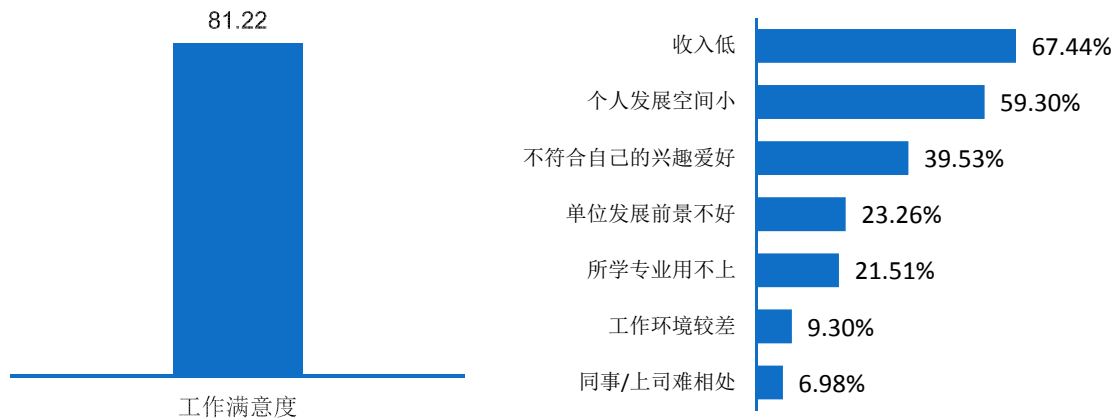 81.22
工作满意度
收入低 67.44%
个人发展空间小 59.30%
不符合自己的兴趣爱好 39.53%
单位发展前景不好 23.26%
所学专业用不上 21.51%
工作环境较差 9.30%
同事/上司难相处 6.98%